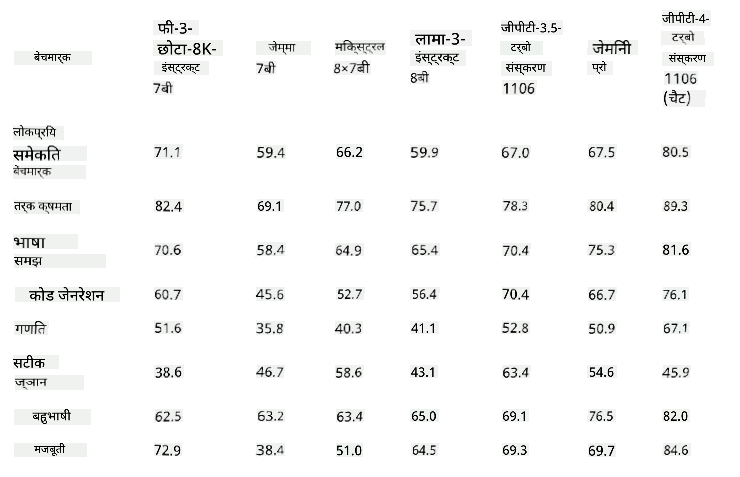 बेंचमार्क फी-3-छोटा-8K-इंस्ट्रक्ट 7बी जेम्मा 7बी मिक्स्ट्रल 8×7बी लामा-3-इंस्ट्रक्ट 8बी जीपीटी-3.5-टर्बो संस्करण 1106 जेमिनी प्रो जीपीटी-4-टर्बो संस्करण 1106 (चैट)
लोकप्रिय समेकित बेंचमार्क 71.1 59.4 66.2 59.9 67.0 67.5 80.5
तर्क क्षमता 82.4 69.1 77.0 75.7 78.3 80.4 89.3
भाषा समझ 70.6 58.4 64.9 65.4 70.4 75.3 81.6
कोड जेनरेशन 60.7 45.6 52.7 56.4 70.4 66.7 76.1
गणित 51.6 35.8 40.3 41.1 52.8 50.9 67.1
सटीक ज्ञान 38.6 46.7 58.6 43.1 63.4 54.6 45.9
बहुभाषी 62.5 63.2 63.4 65.0 69.1 76.5 82.0
मजबूती 72.9 38.4 51.0 64.5 69.3 69.7 84.6